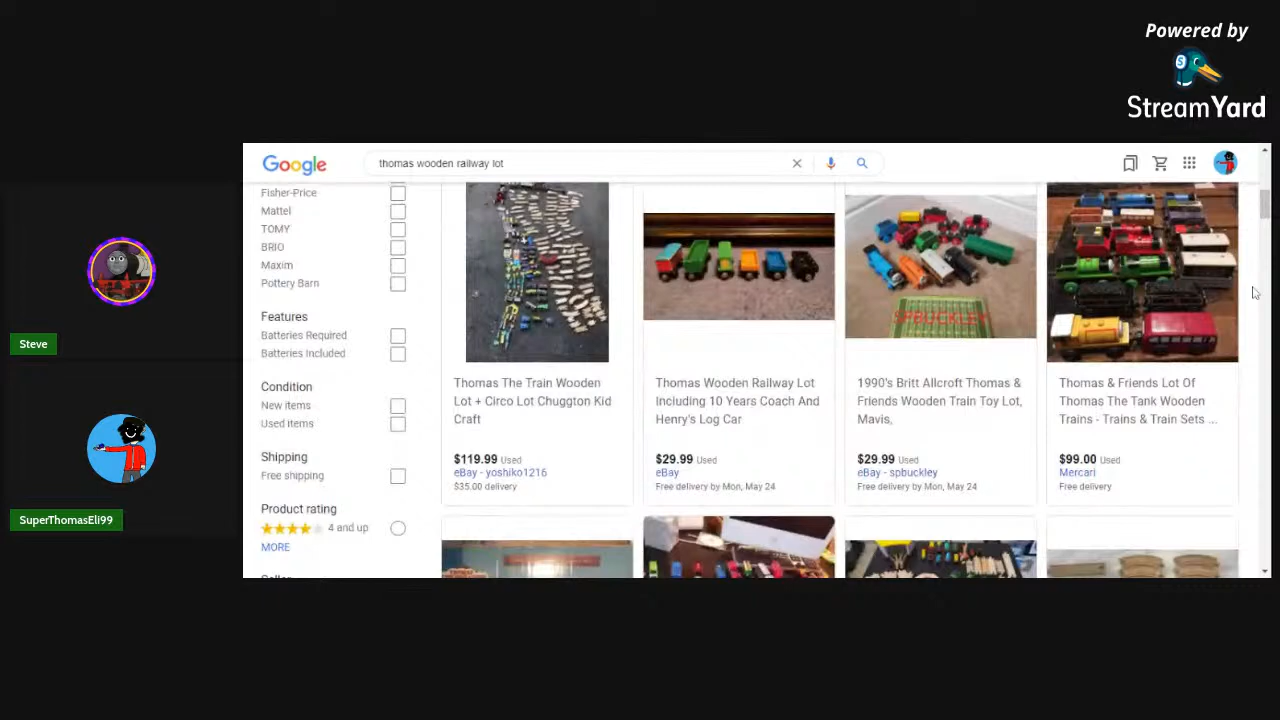 Powered by
StreamYard
Google
thomas wooden railway lot
Fisher-Price
Mattel
TOMY
BRIO
Maxim
Pottery Barn
Features
Batteries Required
Batteries Included
Condition
New items
Used items
Shipping
Free shipping
Product rating
4 and up
MORE
SPBUCKLEY
Thomas The Train Wooden
Lot + Circo Lot Chuggton Kid
Craft
$119.99 Used
eBay - yoshiko1216
$35.00 delivery
Thomas Wooden Railway Lot
Including 10 Years Coach And
Henry's Log Car
$29.99 Used
eBay
Free delivery by Mon, May 24
1990's Britt Allcroft Thomas &
Friends Wooden Train Toy Lot,
Mavis,
$29.99 Used
eBay - spbuckley
Free delivery by Mon, May 24
Thomas & Friends Lot Of
Thomas The Tank Wooden
Trains - Trains & Train Sets ...
$99.00 Used
Mercari
Free delivery
Steve
SuperThomasEli99